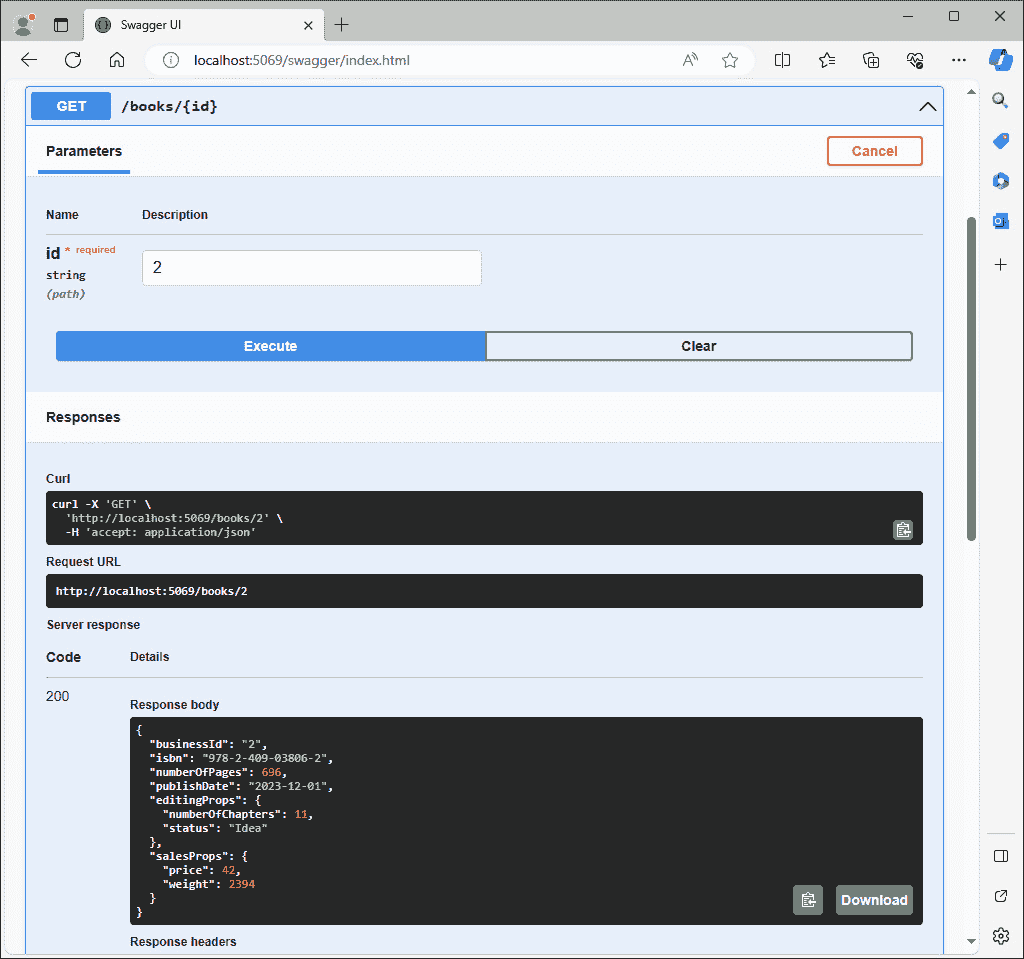 Swagger UI
localhost:5069/swagger/index.html
GET /books/{id}
Parameters
Cancel
Name Description
id * required
string
(path)
2
Execute Clear
Responses
Curl
curl -X 'GET' \
'http://localhost:5069/books/2' \
-H 'accept: application/json'
Request URL
http://localhost:5069/books/2
Server response
Code Details
200
Response body
{
"businessId": "2",
"isbn": "978-2-409-03806-2",
"numberOfPages": 696,
"publishDate": "2023-12-01",
"editingProps": {
"numberOfChapters": 11,
"status": "Idea"
},
"salesProps": {
"price": 42,
"weight": 2394
}
}
Download
Response headers